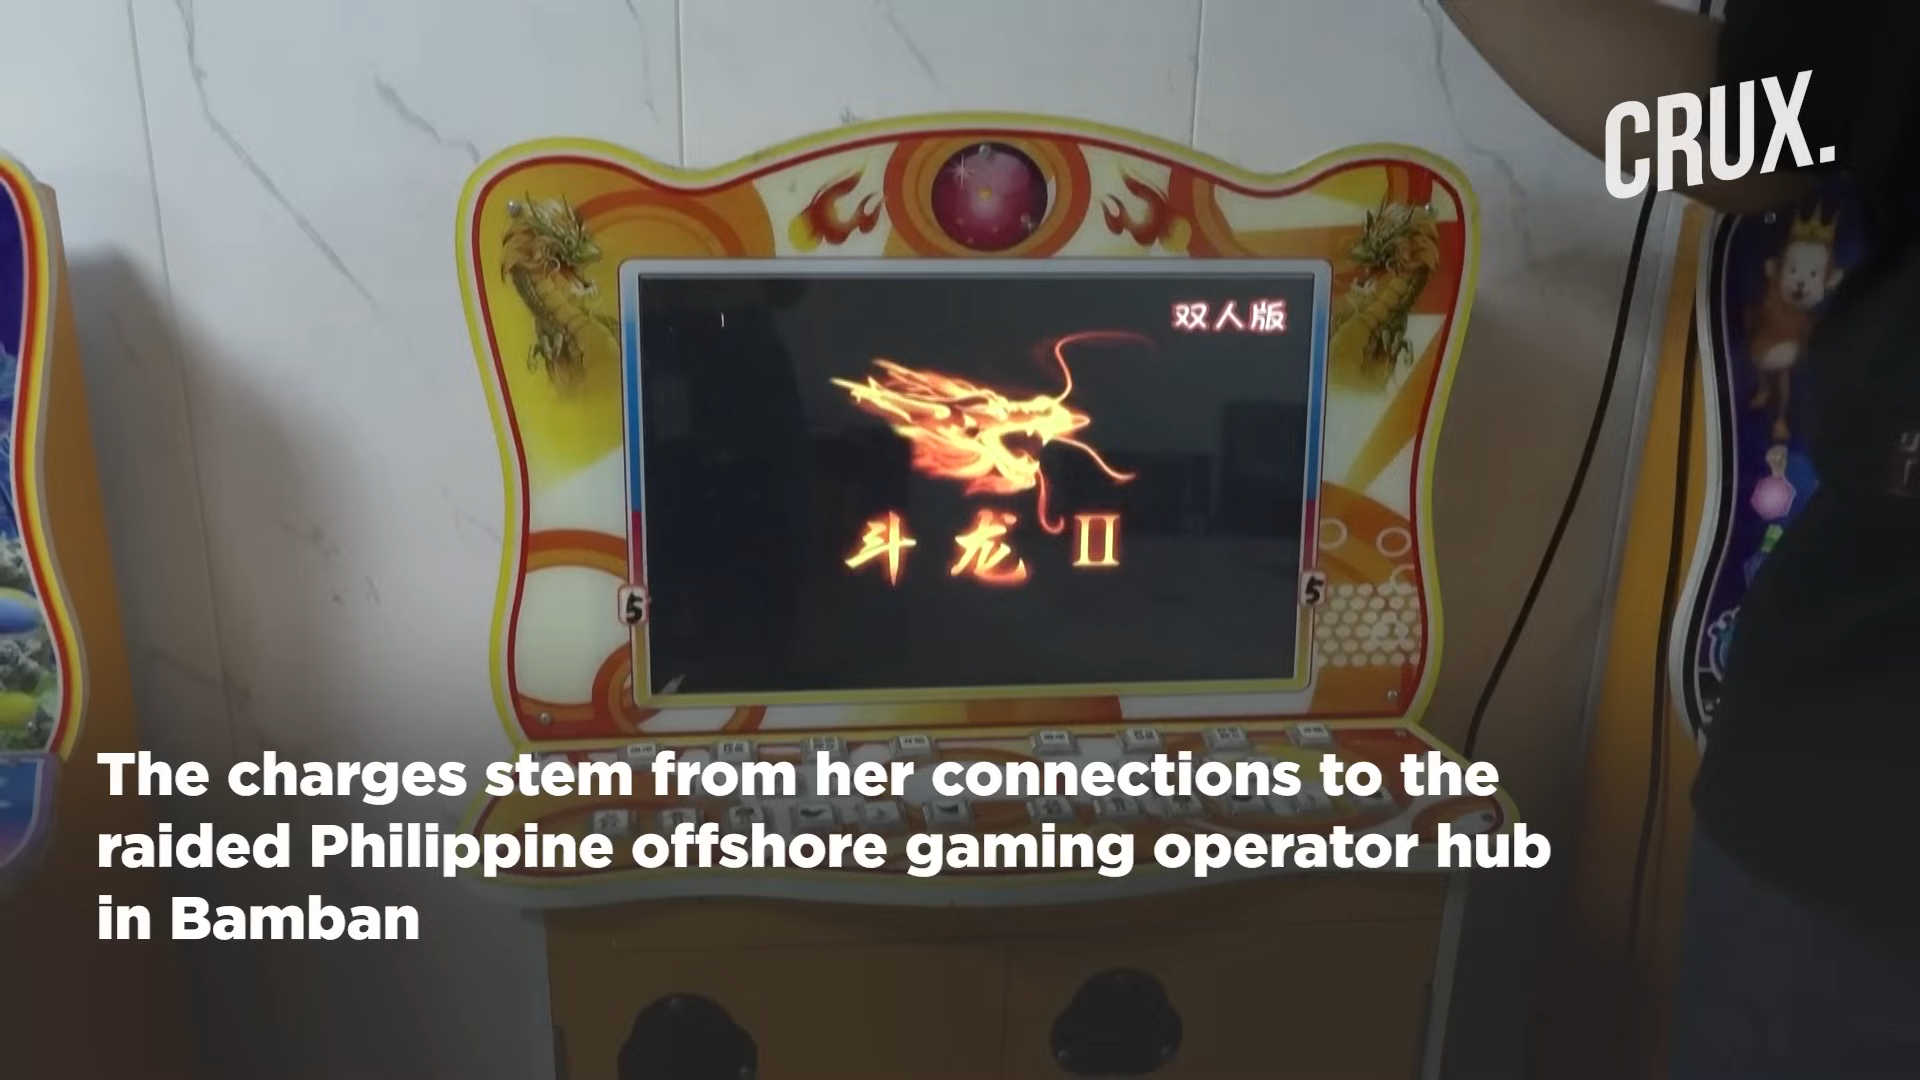 CRUX.
双人版
斗龙 II
5
5
The charges stem from her connections to the
raided Philippine offshore gaming operator hub
in Bamban